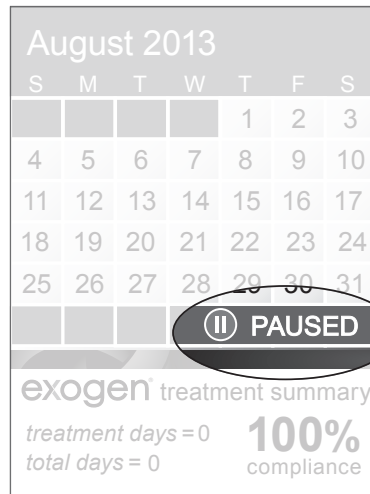 August 2013
S M T W T F S
1 2 3
4 5 6 7 8 9 10
11 12 13 14 15 16 17
18 19 20 21 22 23 24
25 26 27 28 29 30 31
PAUSED
exogen® treatment summary
treatment days = 0
100%
total days = 0
compliance